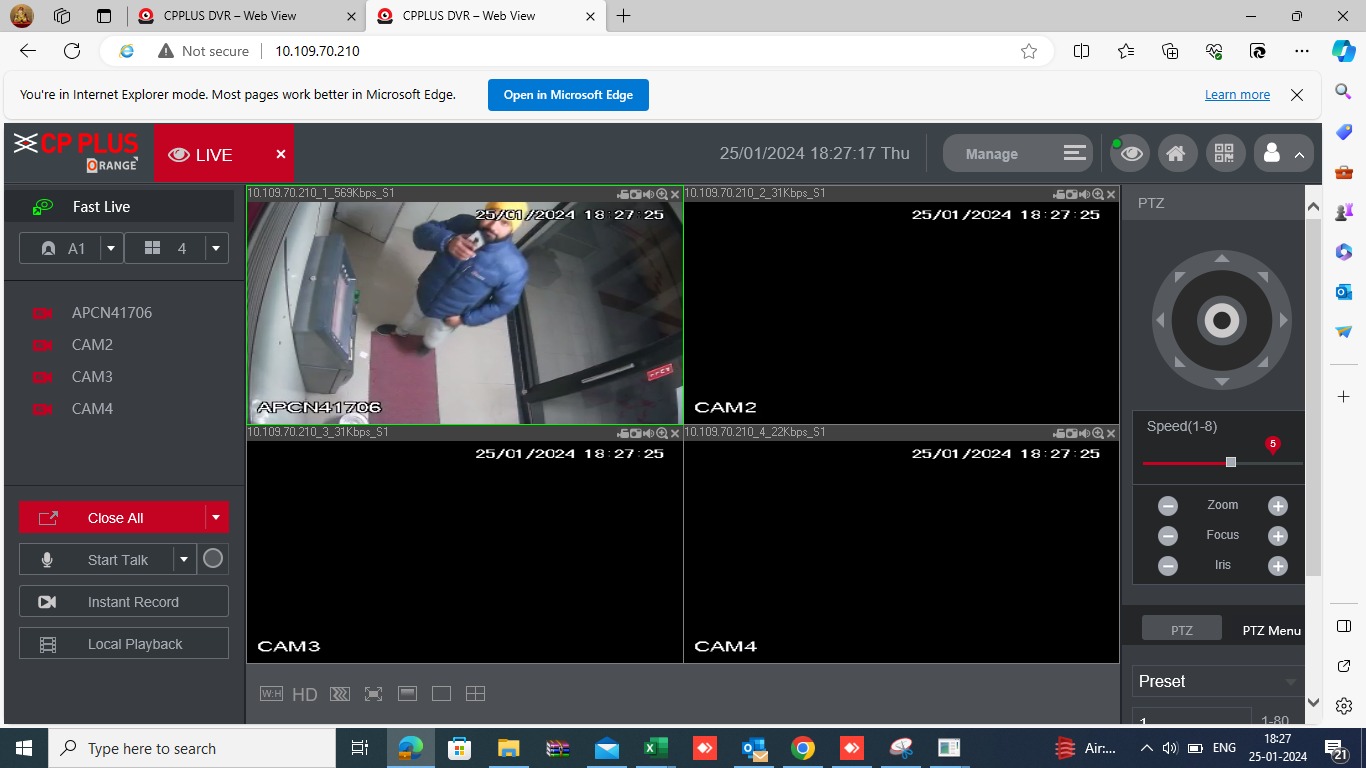 CPPLUS DVR – Web View
CPPLUS DVR – Web View
Not secure
10.109.70.210
You're in Internet Explorer mode. Most pages work better in Microsoft Edge.
Open in Microsoft Edge
Learn more
CP PLUS
ORANGE
LIVE
25/01/2024 18:27:17 Thu
Manage
Fast Live
A1
4
APCN41706
CAM2
CAM3
CAM4
Close All
Start Talk
Instant Record
Local Playback
10.109.70.210_1_569Kbps_S1
25/01/2024 18:27:25
APCN41706
10.109.70.210_2_31Kbps_S1
25/01/2024 18:27:25
CAM2
10.109.70.210_3_31Kbps_S1
25/01/2024 18:27:25
CAM3
10.109.70.210_4_22Kbps_S1
25/01/2024 18:27:25
CAM4
W:H
HD
PTZ
Speed(1-8)
5
Zoom
Focus
Iris
PTZ
PTZ Menu
Preset
1
1-80
Type here to search
Air:...
ENG
18:27
25-01-2024
21